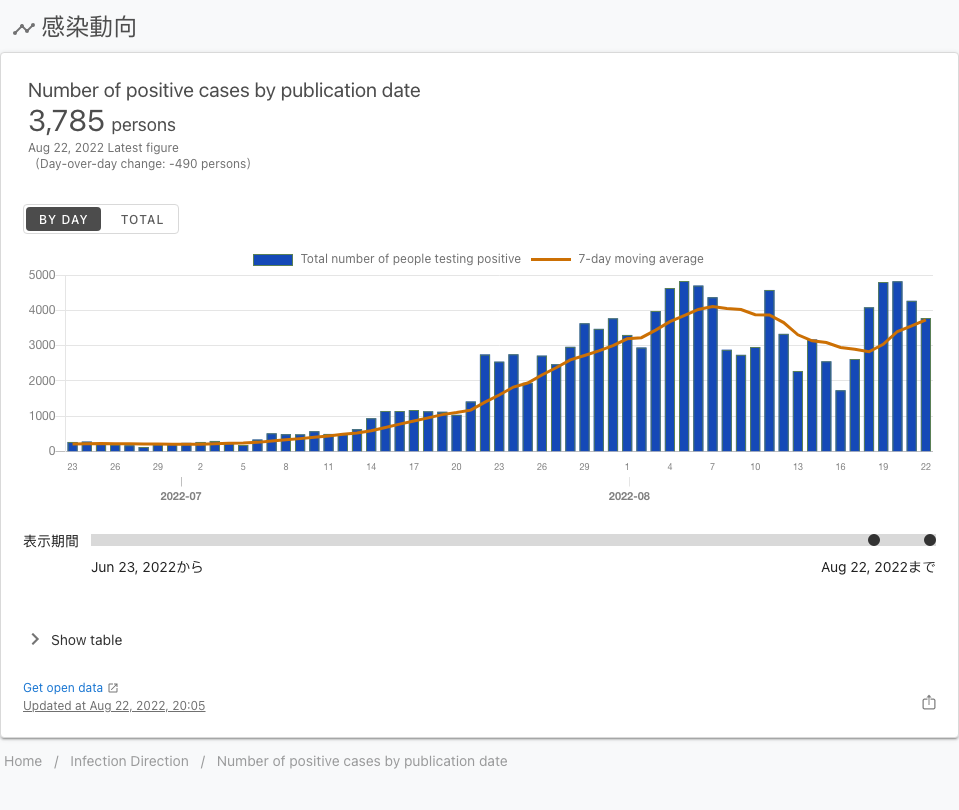 感染動向
Number of positive cases by publication date
3,785 persons
Aug 22, 2022 Latest figure
（Day-over-day change: -490 persons）
BY DAY TOTAL
Total number of people testing positive 7-day moving average
5000
4000
3000
2000
1000
0
23 26 29 2 5 8 11 14 17 20 23 26 29 1 4 7 10 13 16 19 22
2022-07 2022-08
表示期間
Jun 23, 2022から Aug 22, 2022まで
Show table
Get open data
Updated at Aug 22, 2022, 20:05
Home / Infection Direction / Number of positive cases by publication date